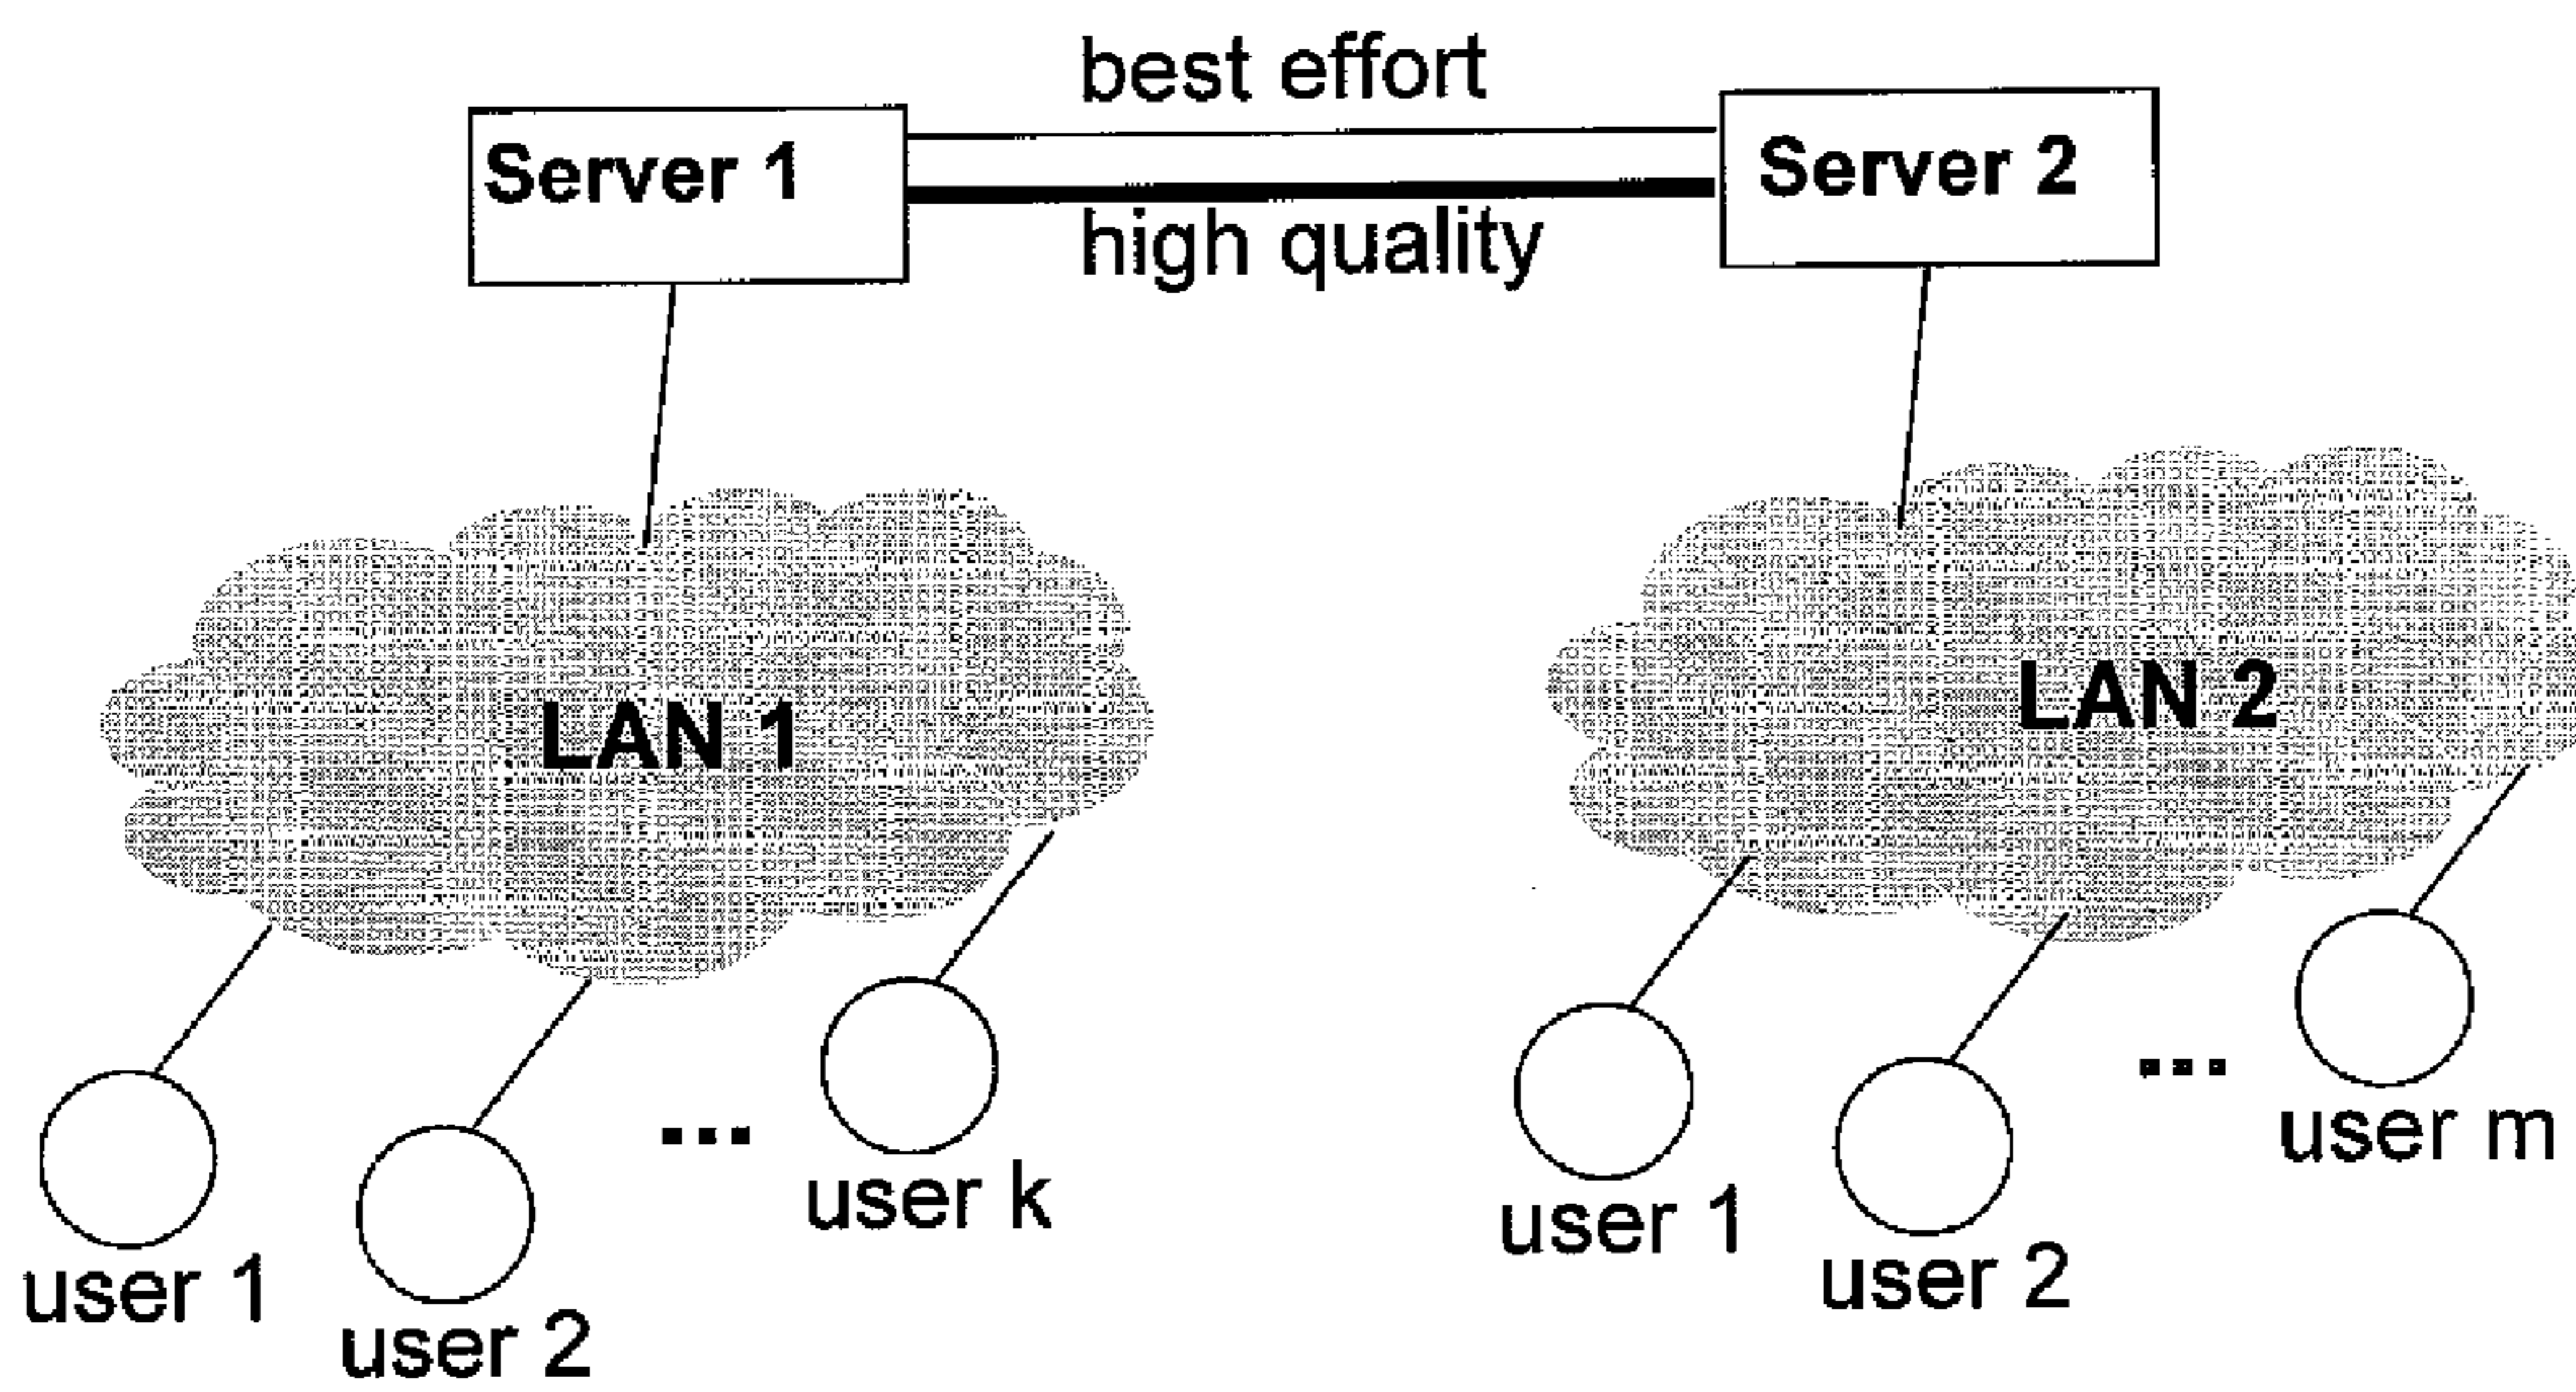 best effort
Server 1
Server 2
high quality
LAN 1
LAN 2
...
user k
user 1
user 2
...
user m
user 1
user 2